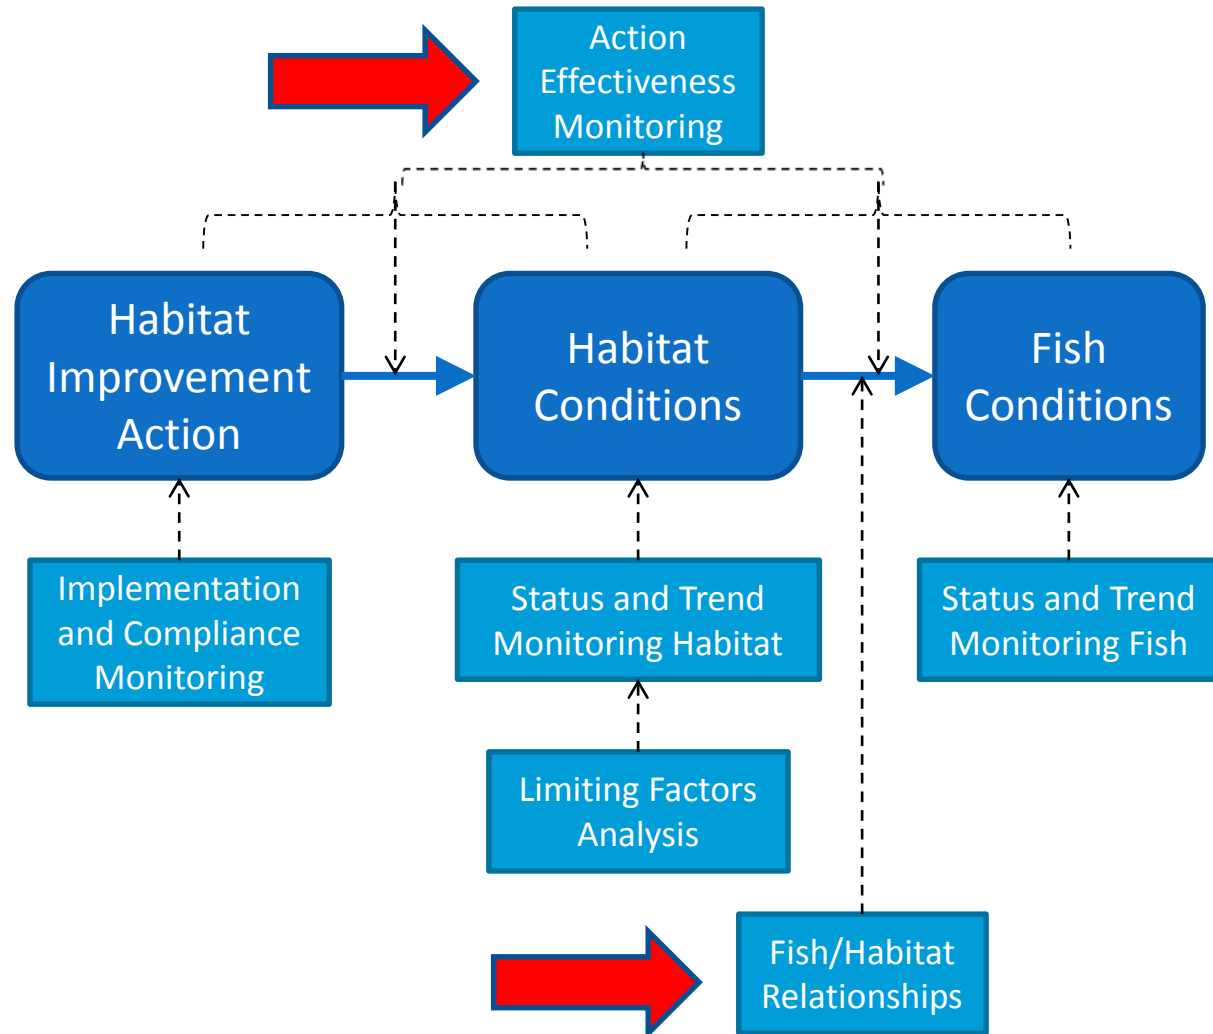 Action
Effectiveness
Monitoring
Habitat
Improvement
Action
Habitat
Conditions
Fish
Conditions
Implementation
and Compliance
Monitoring
Status and Trend
Monitoring Habitat
Status and Trend
Monitoring Fish
Limiting Factors
Analysis
Fish/Habitat
Relationships